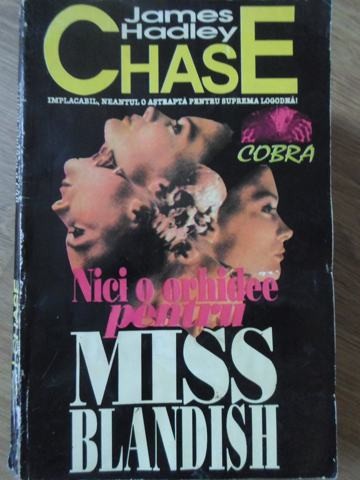 James
Hadley
CHASE
IMPLACABIL, NEANTUL O AȘTEAPTĂ PENTRU SUPREMA LOGODNĂ!
COBRA
Nici o orhidee
pentru
MISS
BLANDISH